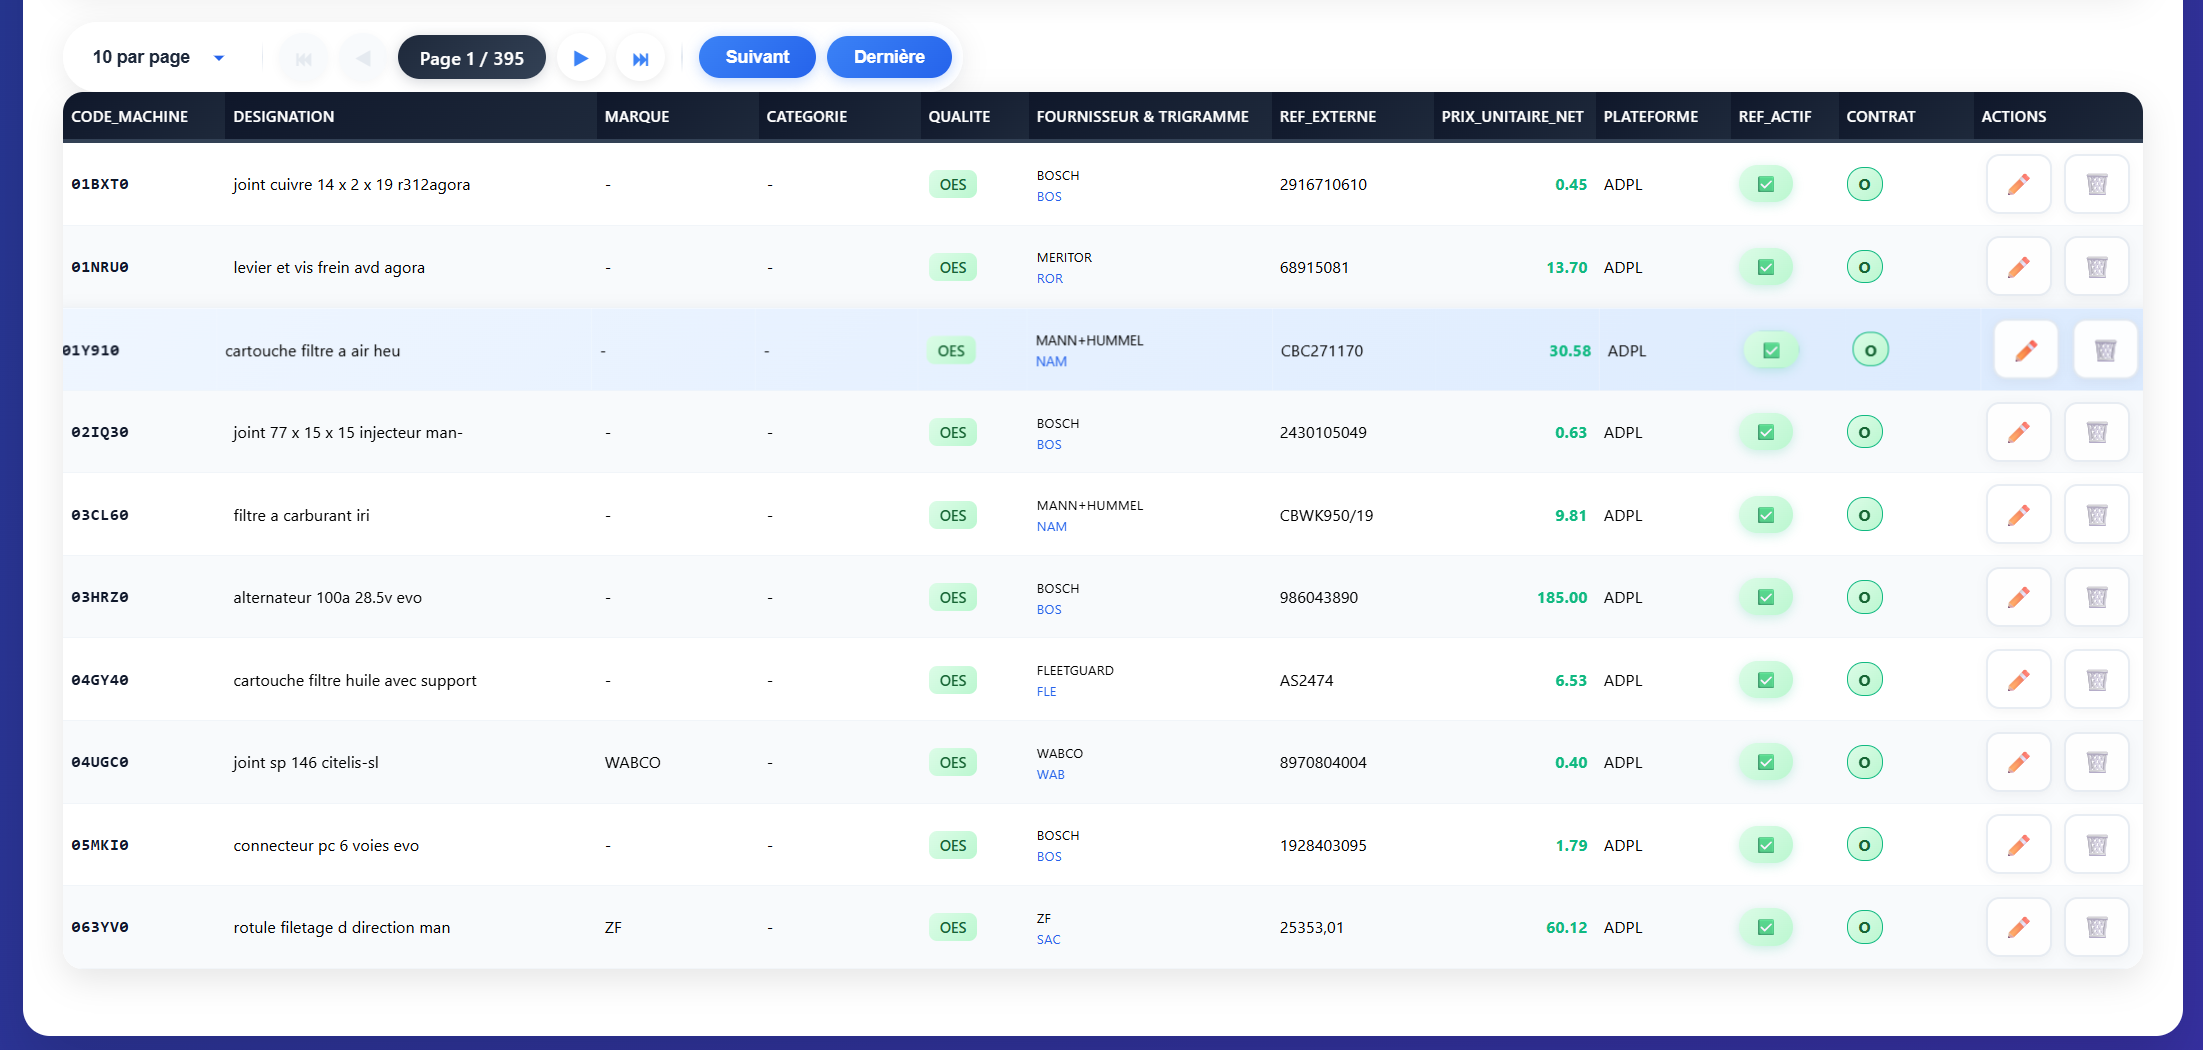 10 par page
Page 1 / 395
Suivant
Dernière
CODE_MACHINE DESIGNATION MARQUE CATEGORIE QUALITE FOURNISSEUR & TRIGRAMME REF_EXTERNE PRIX_UNITAIRE_NET PLATEFORME REF_ACTIF CONTRAT ACTIONS
01BXT0 joint cuivre 14 x 2 x 19 r312agora - - OES BOSCH 2916710610 0.45 ADPL O
BOS
01NRU0 levier et vis frein avd agora - - OES MERITOR 68915081 13.70 ADPL O
ROR
01Y910 cartouche filtre a air heu - - OES MANN+HUMMEL CBC271170 30.58 ADPL O
NAM
02IQ30 joint 77 x 15 x 15 injecteur man- - - OES BOSCH 2430105049 0.63 ADPL O
BOS
03CL60 filtre a carburant iri - - OES MANN+HUMMEL CBWK950/19 9.81 ADPL O
NAM
03HRZ0 alternateur 100a 28.5v evo - - OES BOSCH 986043890 185.00 ADPL O
BOS
04GY40 cartouche filtre huile avec support - - OES FLEETGUARD AS2474 6.53 ADPL O
FLE
04UGC0 joint sp 146 citelis-sl WABCO - OES WABCO 8970804004 0.40 ADPL O
WAB
05MKI0 connecteur pc 6 voies evo - - OES BOSCH 1928403095 1.79 ADPL O
BOS
063YV0 rotule filetage d direction man ZF - OES ZF 25353,01 60.12 ADPL O
SAC